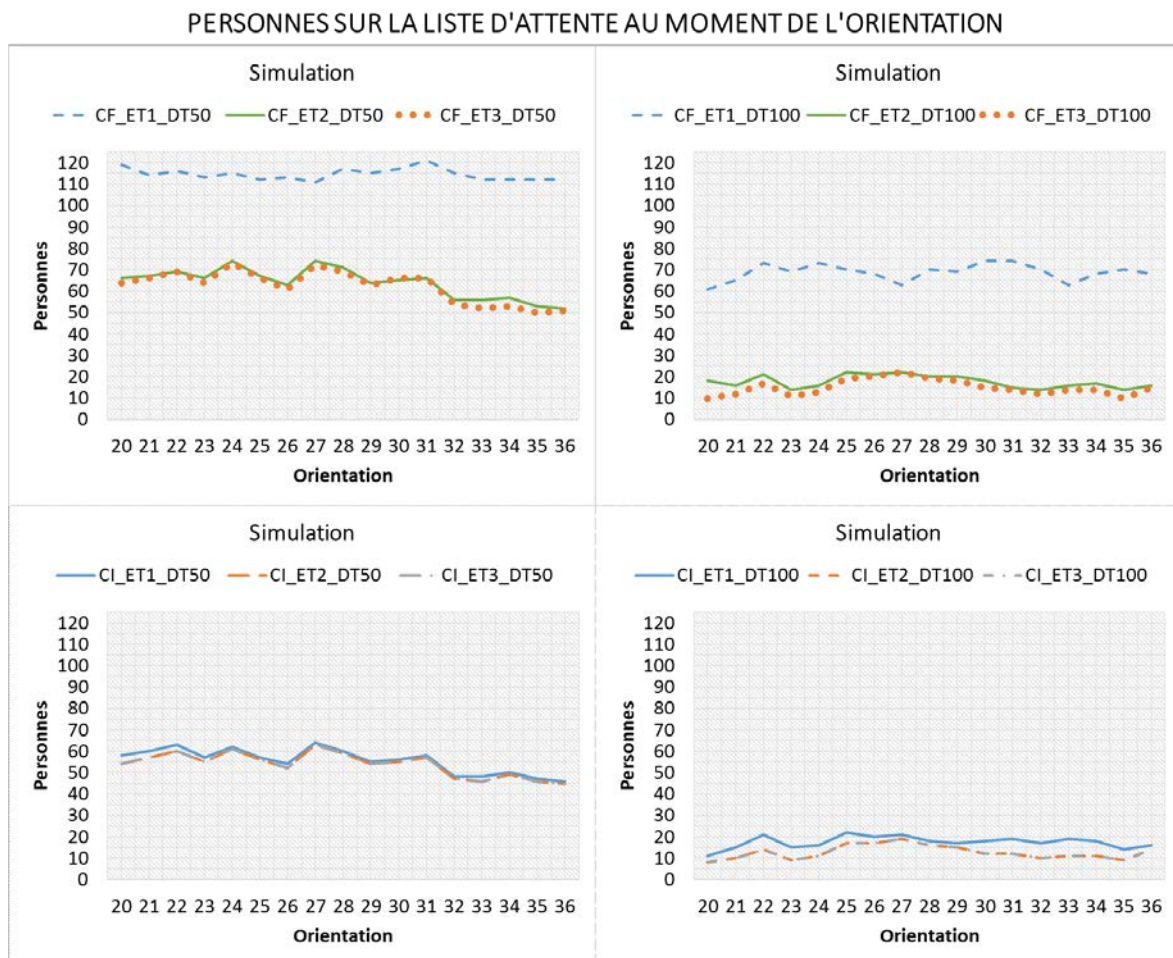 PERSONNES SUR LA LISTE D'ATTENTE AU MOMENT DE L'ORIENTATION
Simulation
CF_ET1_DT50 CF_ET2_DT50 CF_ET3_DT50
120
110
100
90
80
70
60
50
40
30
20
10
0
Personnes
20 21 22 23 24 25 26 27 28 29 30 31 32 33 34 35 36
Orientation
Simulation
CF_ET1_DT100 CF_ET2_DT100 CF_ET3_DT100
120
110
100
90
80
70
60
50
40
30
20
10
0
Personnes
20 21 22 23 24 25 26 27 28 29 30 31 32 33 34 35 36
Orientation
Simulation
CI_ET1_DT50 CI_ET2_DT50 CI_ET3_DT50
120
110
100
90
80
70
60
50
40
30
20
10
0
Personnes
20 21 22 23 24 25 26 27 28 29 30 31 32 33 34 35 36
Orientation
Simulation
CI_ET1_DT100 CI_ET2_DT100 CI_ET3_DT100
120
110
100
90
80
70
60
50
40
30
20
10
0
Personnes
20 21 22 23 24 25 26 27 28 29 30 31 32 33 34 35 36
Orientation